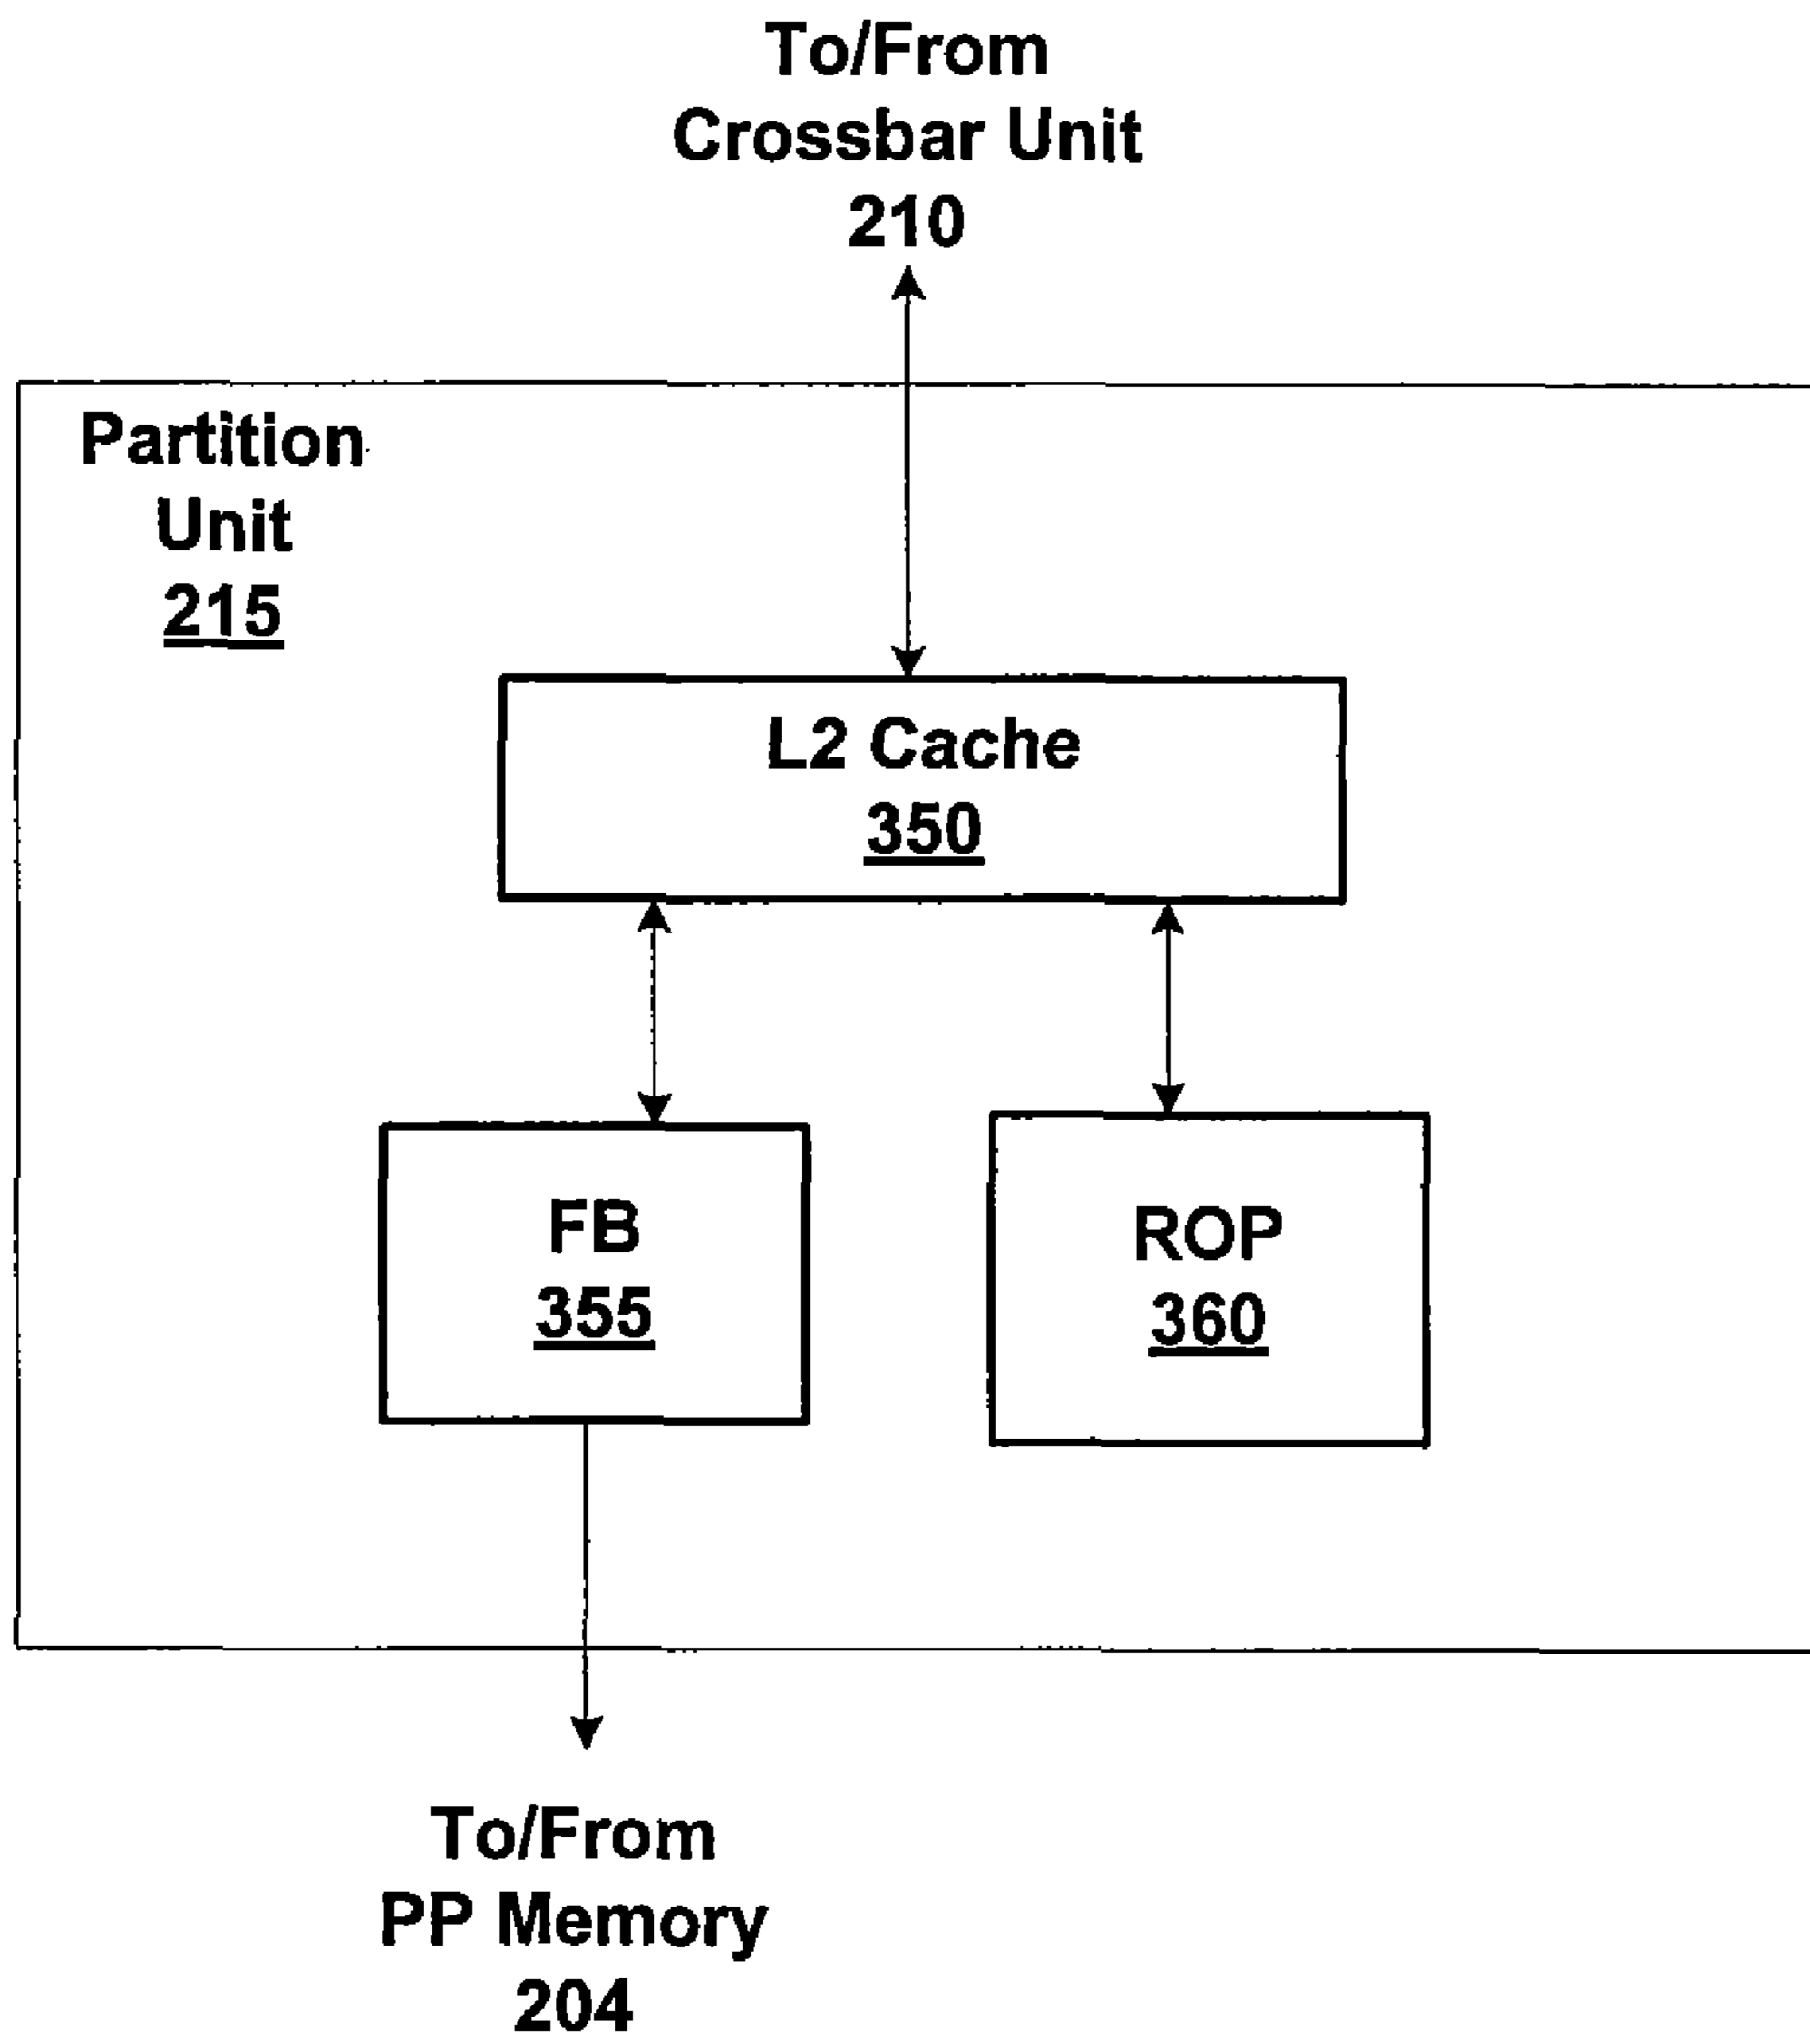 To/From
Crossbar Unit
210
Partition
Unit
215
L2 Cache
350
FB
355
ROP
360
To/From
PP Memory
204